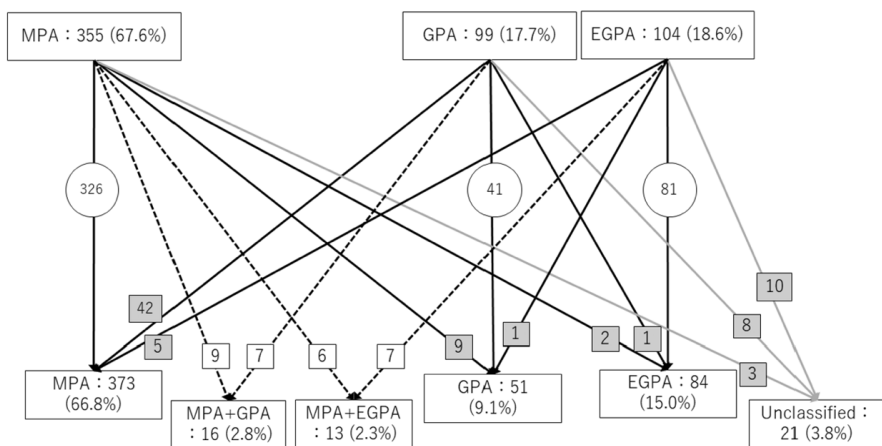 MPA：355 (67.6%)
GPA：99 (17.7%)
EGPA：104 (18.6%)
326
41
81
10
42
8
5
9
7
6
7
9
1
2
1
3
MPA：373
(66.8%)
MPA+GPA
：16 (2.8%)
MPA+EGPA
：13 (2.3%)
GPA：51
(9.1%)
EGPA：84
(15.0%)
Unclassified：
21 (3.8%)